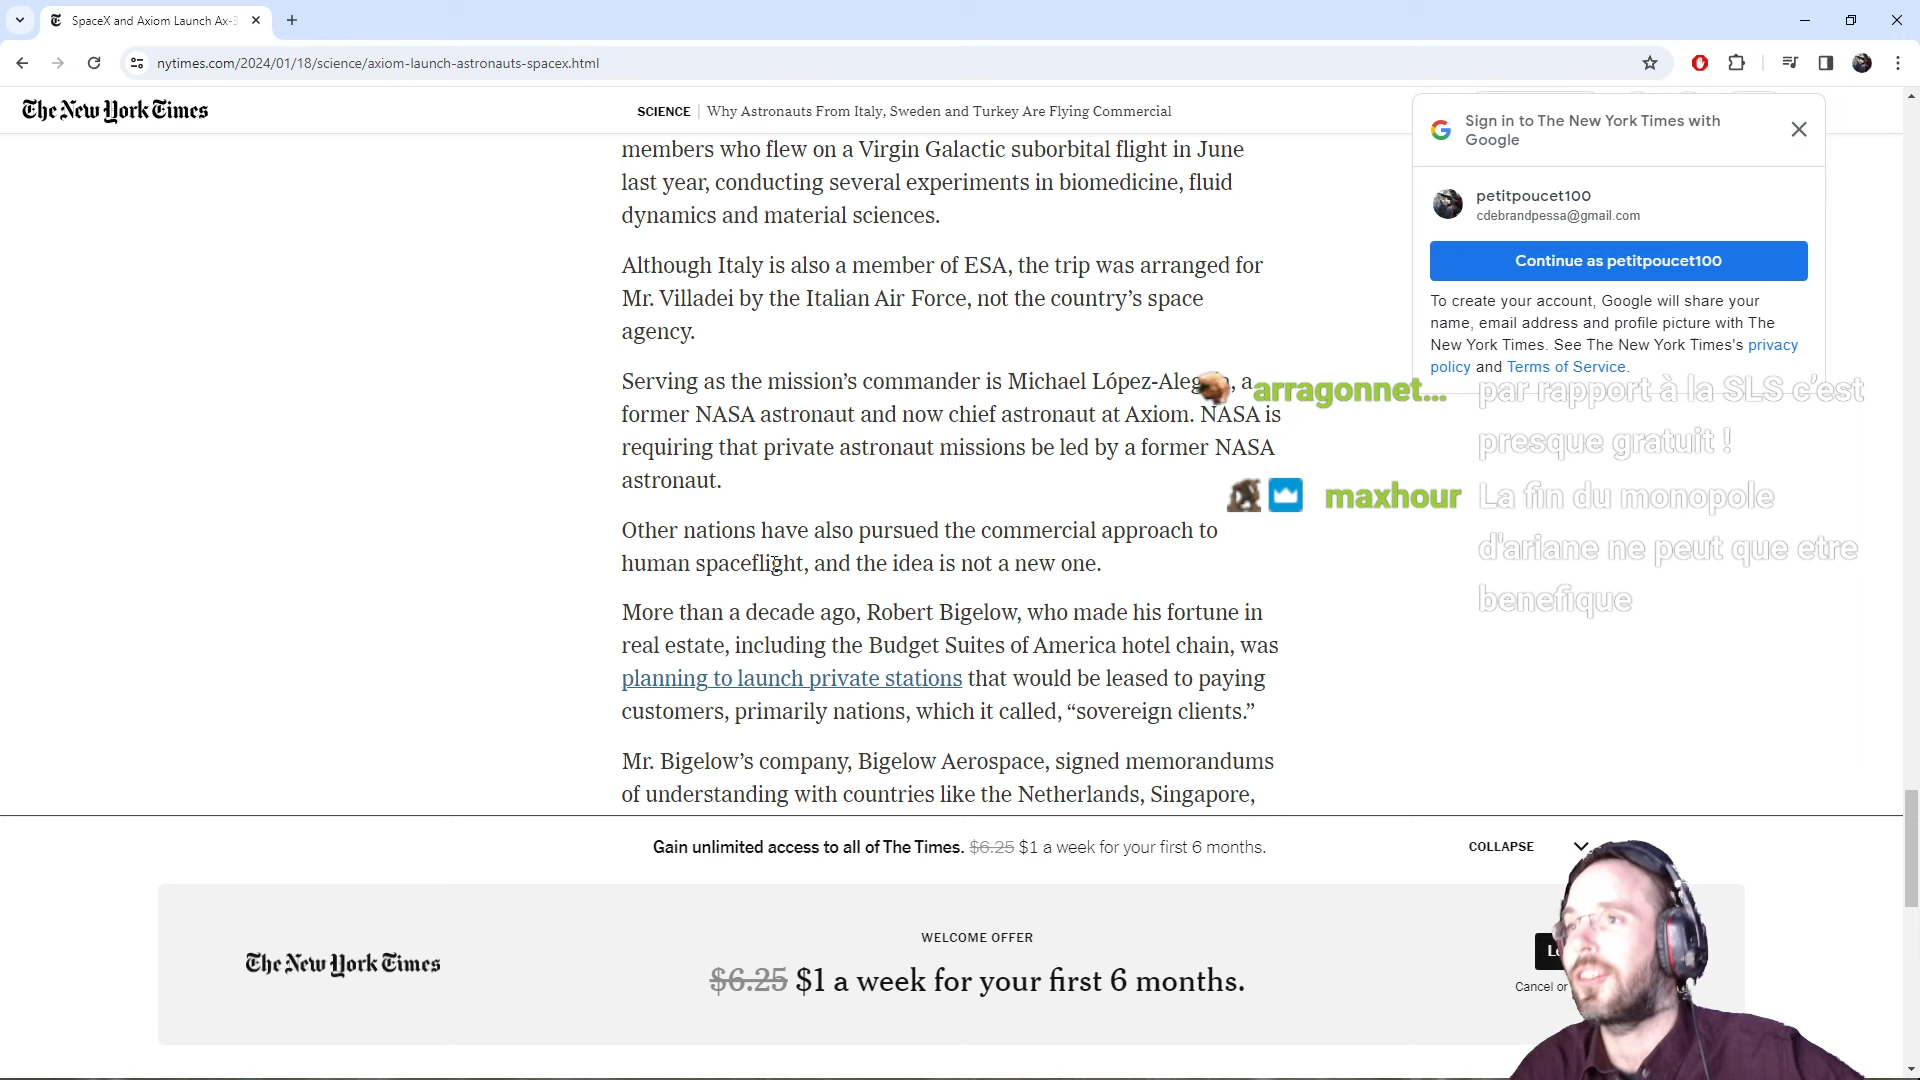 SpaceX and Axiom Launch Ax-3
nytimes.com/2024/01/18/science/axiom-launch-astronauts-spacex.html
The New York Times
SCIENCE | Why Astronauts From Italy, Sweden and Turkey Are Flying Commercial
members who flew on a Virgin Galactic suborbital flight in June
last year, conducting several experiments in biomedicine, fluid
dynamics and material sciences.
Although Italy is also a member of ESA, the trip was arranged for
Mr. Villadei by the Italian Air Force, not the country’s space
agency.
Serving as the mission’s commander is Michael López-Aleg a, a
former NASA astronaut and now chief astronaut at Axiom. NASA is
requiring that private astronaut missions be led by a former NASA
astronaut.
Other nations have also pursued the commercial approach to
human spaceflight, and the idea is not a new one.
More than a decade ago, Robert Bigelow, who made his fortune in
real estate, including the Budget Suites of America hotel chain, was
planning to launch private stations that would be leased to paying
customers, primarily nations, which it called, “sovereign clients.”
Mr. Bigelow’s company, Bigelow Aerospace, signed memorandums
of understanding with countries like the Netherlands, Singapore,
Sign in to The New York Times with
Google
petitpoucet100
cdebrandpessa@gmail.com
Continue as petitpoucet100
To create your account, Google will share your
name, email address and profile picture with The
New York Times. See The New York Times's privacy
policy and Terms of Service.
arragonnet... par rapport à la SLS c’est
presque gratuit !
maxhour La fin du monopole
d'ariane ne peut que etre
benefique
Gain unlimited access to all of The Times. $6.25 $1 a week for your first 6 months.
COLLAPSE
The New York Times
WELCOME OFFER
$6.25 $1 a week for your first 6 months.
Cancel or